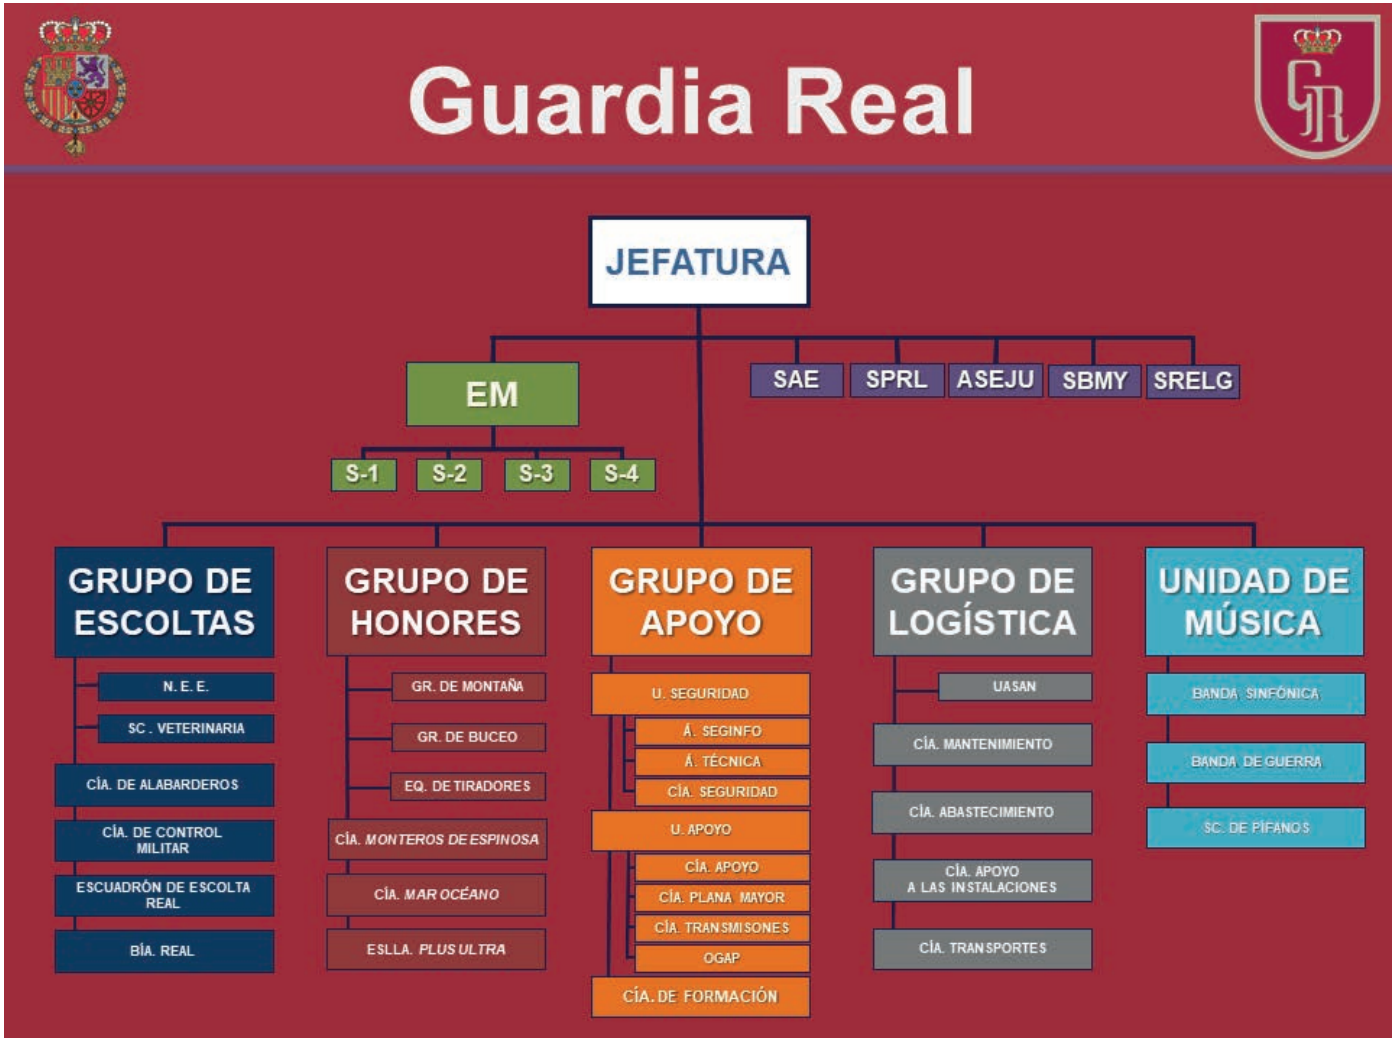 Guardia Real
GR
JEFATURA
EM
SAE
SPRL
ASEJU
SBMY
SRELG
S-1
S-2
S-3
S-4
GRUPO DE
ESCOLTAS
N. E. E.
SC . VETERINARIA
CÍA. DE ALABARDEROS
CÍA. DE CONTROL
MILITAR
ESCUADRÓN DE ESCOLTA
REAL
BÍA. REAL
GRUPO DE
HONORES
GR. DE MONTAÑA
GR. DE BUCEO
EQ. DE TIRADORES
CÍA. MONTEROS DE ESPINOSA
CÍA. MAR OCÉANO
ESLLA. PLUS ULTRA
GRUPO DE
APOYO
U. SEGURIDAD
Á. SEGINFO
Á. TÉCNICA
CÍA. SEGURIDAD
U. APOYO
CÍA. APOYO
CÍA. PLANA MAYOR
CÍA. TRANSMISONES
OGAP
CÍA. DE FORMACIÓN
GRUPO DE
LOGÍSTICA
UASAN
CÍA. MANTENIMIENTO
CÍA. ABASTECIMIENTO
CÍA. APOYO
A LAS INSTALACIONES
CÍA. TRANSPORTES
UNIDAD DE
MÚSICA
BANDA SINFÓNICA
BANDA DE GUERRA
SC. DE PÍFANOS